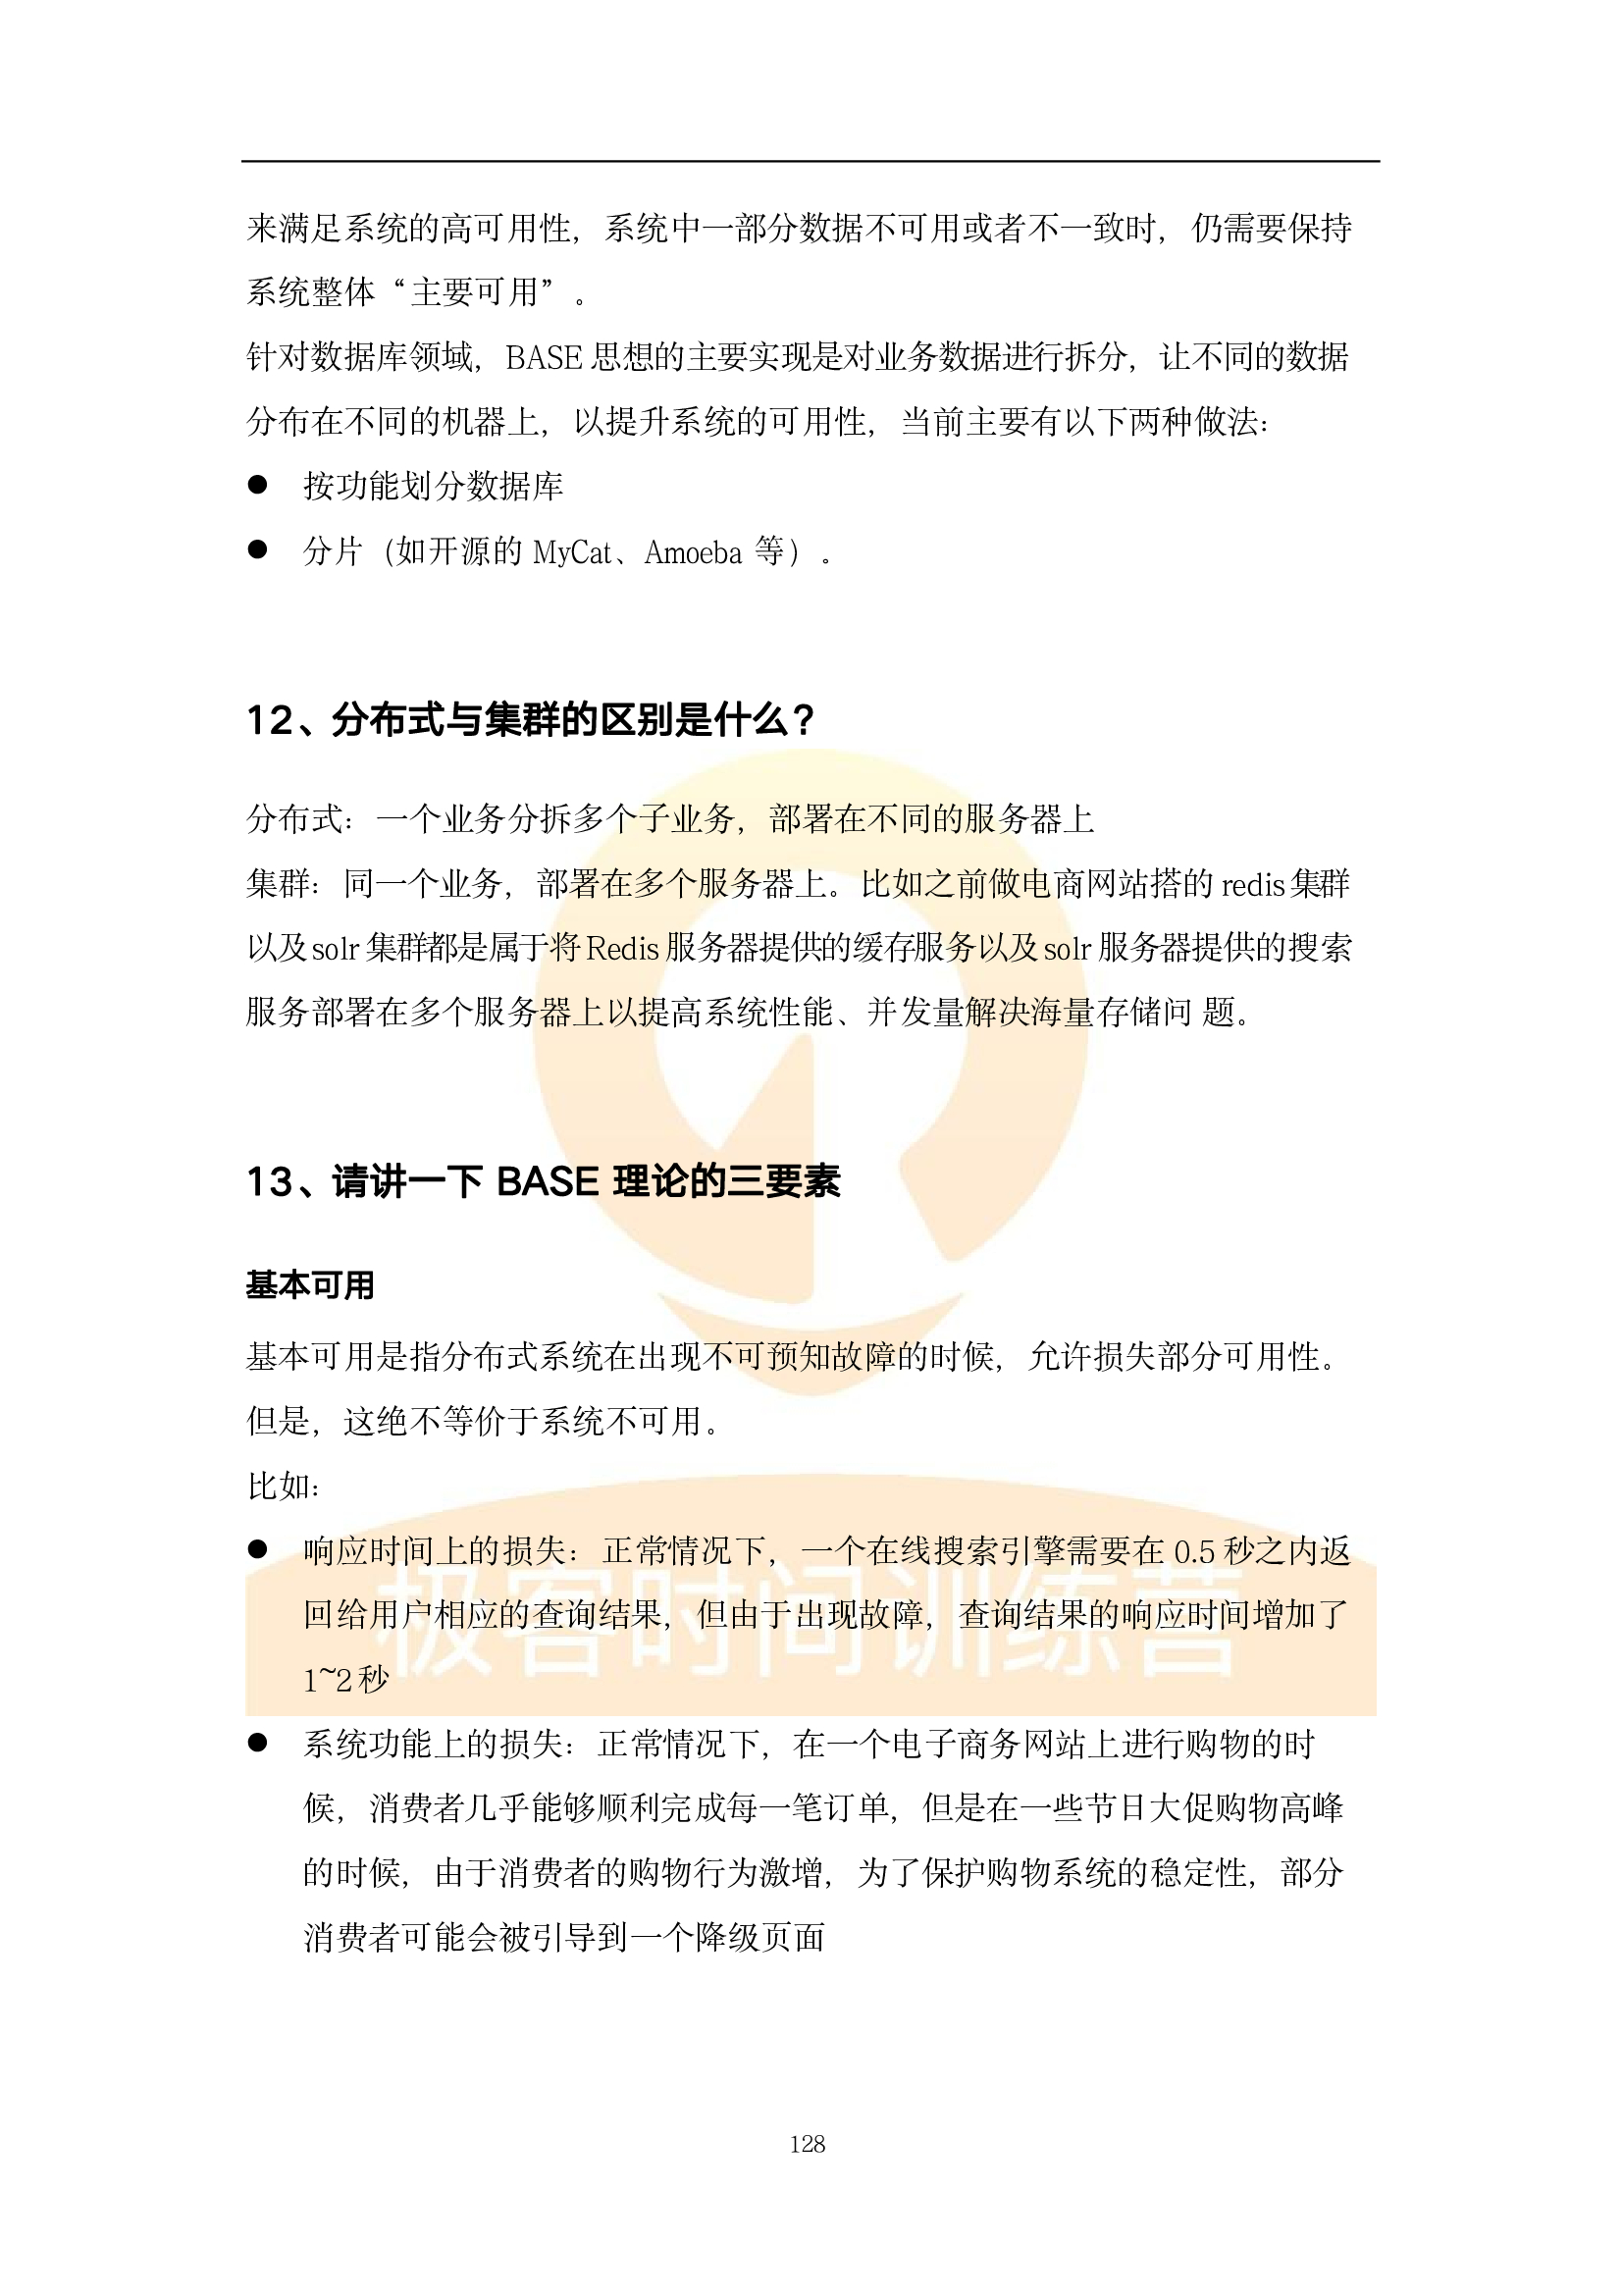 来满足系统的高可用性，系统中一部分数据不可用或者不一致时，仍需要保持
系统整体“主要可用”。
针对数据库领域，BASE 思想的主要实现是对业务数据进行拆分，让不同的数据
分布在不同的机器上，以提升系统的可用性，当前主要有以下两种做法：
● 按功能划分数据库
● 分片（如开源的 MyCat、Amoeba 等）。
12、分布式与集群的区别是什么？
分布式：一个业务分拆多个子业务，部署在不同的服务器上
集群：同一个业务，部署在多个服务器上。比如之前做电商网站搭的 redis 集群
以及 solr 集群都是属于将 Redis 服务器提供的缓存服务以及 solr 服务器提供的搜索
服务部署在多个服务器上以提高系统性能、并发量解决海量存储问 题。
13、请讲一下 BASE 理论的三要素
基本可用
基本可用是指分布式系统在出现不可预知故障的时候，允许损失部分可用性。
但是，这绝不等价于系统不可用。
比如：
● 响应时间上的损失：正常情况下，一个在线搜索引擎需要在 0.5 秒之内返
回给用户相应的查询结果，但由于出现故障，查询结果的响应时间增加了
1~2 秒
极客时间训练营
● 系统功能上的损失：正常情况下，在一个电子商务网站上进行购物的时
候，消费者几乎能够顺利完成每一笔订单，但是在一些节日大促购物高峰
的时候，由于消费者的购物行为激增，为了保护购物系统的稳定性，部分
消费者可能会被引导到一个降级页面
128